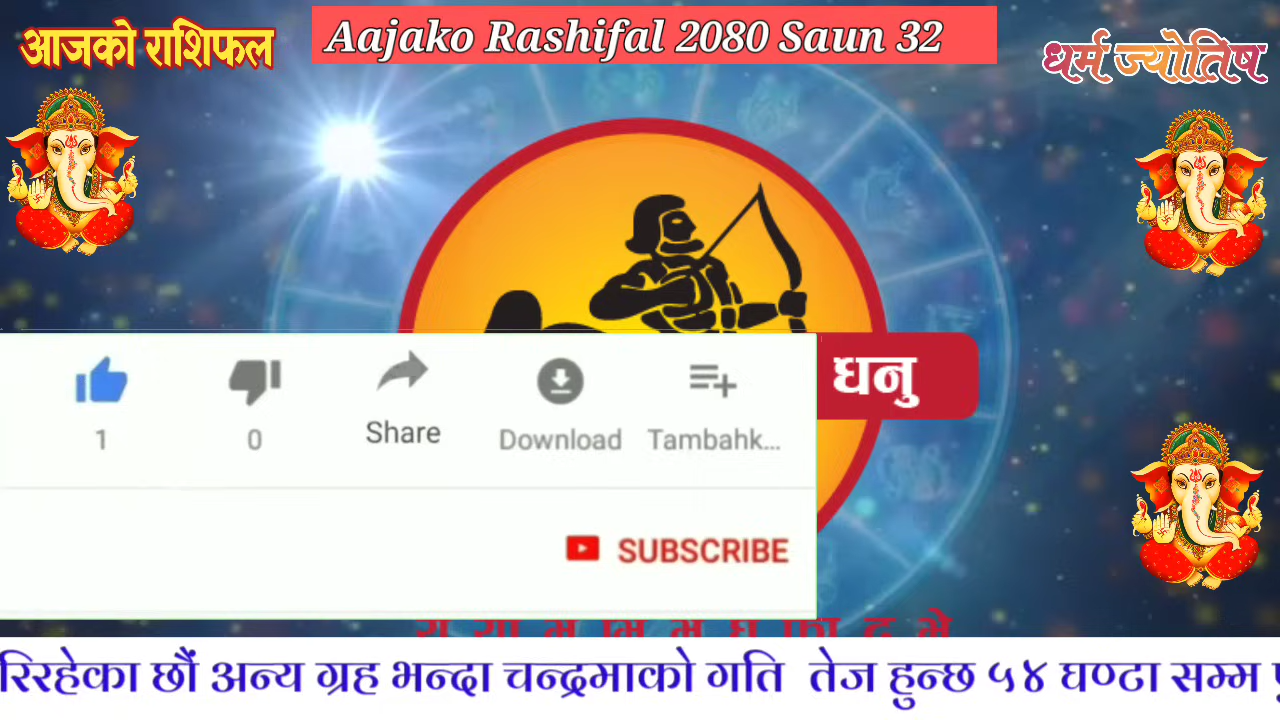 आजको राशिफल
Aajako Rashifal 2080 Saun 32
धर्म ज्योतिष
धनु
1
0
Share
Download
Tambahk...
SUBSCRIBE
रिरहेका छौं अन्य ग्रह भन्दा चन्द्रमाको गति तेज हुन्छ ५४ घण्टा सम्म